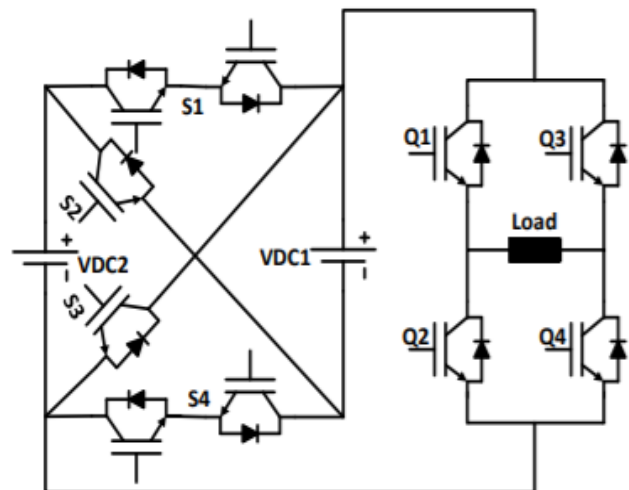 S1
Q1
Q3
S2
Load
+
VDC2
-
VDC1
+
-
S3
Q2
Q4
S4